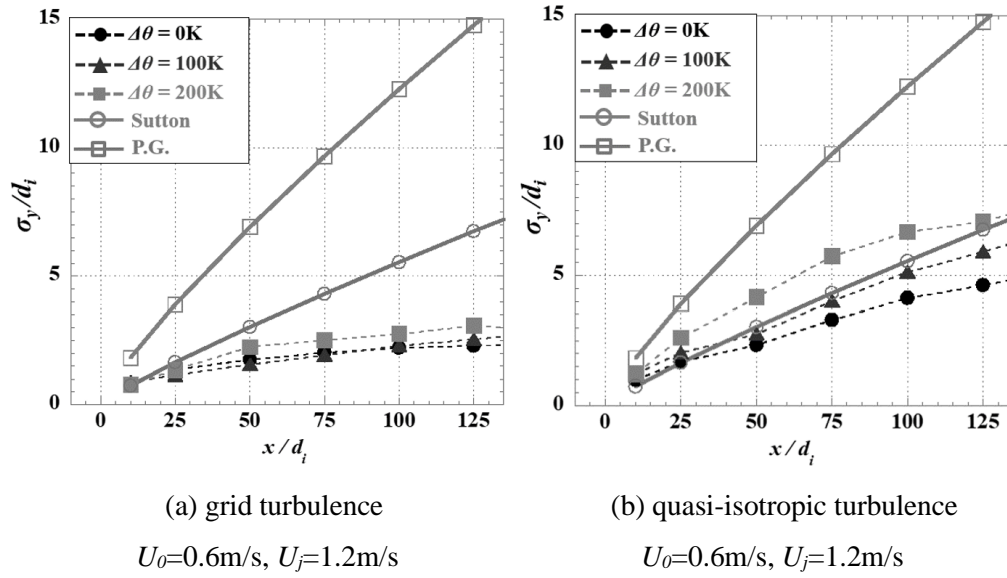 15
10
5
0
σy/di
Δθ = 0K
Δθ = 100K
Δθ = 200K
Sutton
P.G.
0 25 50 75 100 125
x / di
(a) grid turbulence
U0=0.6m/s, Uj=1.2m/s
15
10
5
0
σy/di
Δθ = 0K
Δθ = 100K
Δθ = 200K
Sutton
P.G.
0 25 50 75 100 125
x / di
(b) quasi-isotropic turbulence
U0=0.6m/s, Uj=1.2m/s